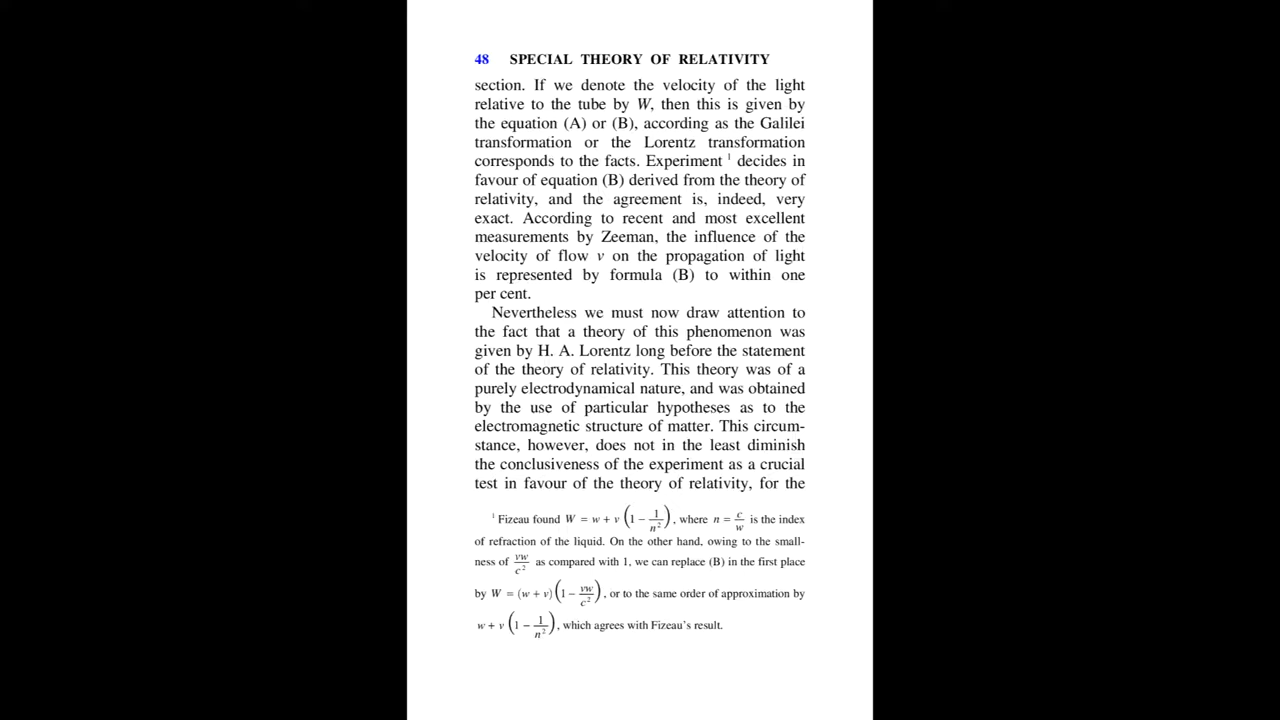 48 SPECIAL THEORY OF RELATIVITY
section. If we denote the velocity of the light
relative to the tube by W, then this is given by
the equation (A) or (B), according as the Galilei
transformation or the Lorentz transformation
corresponds to the facts. Experiment ¹ decides in
favour of equation (B) derived from the theory of
relativity, and the agreement is, indeed, very
exact. According to recent and most excellent
measurements by Zeeman, the influence of the
velocity of flow v on the propagation of light
is represented by formula (B) to within one
per cent.
Nevertheless we must now draw attention to
the fact that a theory of this phenomenon was
given by H. A. Lorentz long before the statement
of the theory of relativity. This theory was of a
purely electrodynamical nature, and was obtained
by the use of particular hypotheses as to the
electromagnetic structure of matter. This circum-
stance, however, does not in the least diminish
the conclusiveness of the experiment as a crucial
test in favour of the theory of relativity, for the
¹ Fizeau found W = w + v (1 − 1/n²), where n = c/w is the index
of refraction of the liquid. On the other hand, owing to the small-
ness of vw/c² as compared with 1, we can replace (B) in the first place
by W = (w + v)(1 − vw/c²), or to the same order of approximation by
w + v (1 − 1/n²), which agrees with Fizeau's result.